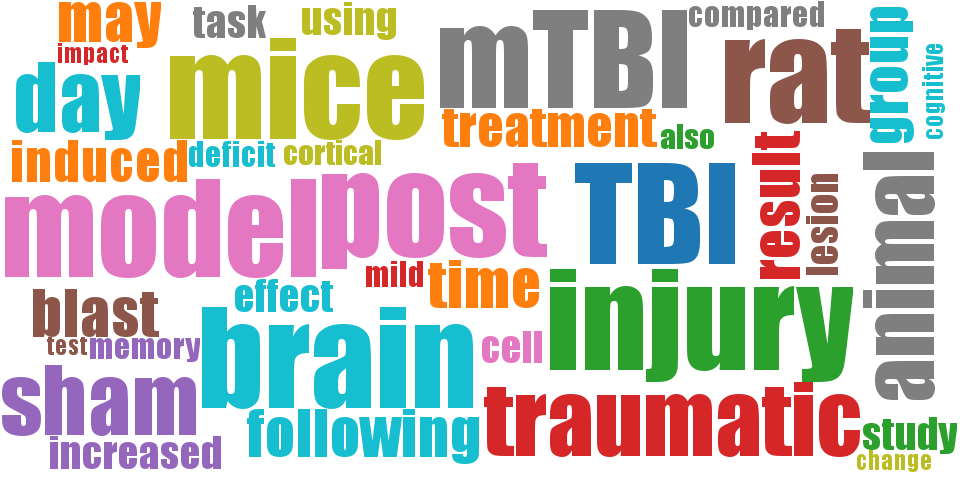 may
task
using
mTBI
compared
group
impact
mice
rat
cognitive
day
treatment
also
result
induced
deficit
cortical
animal
model
post
TBI
lesion
mild
time
injury
effect
blast
brain
test
memory
cell
sham
traumatic
following
study
increased
change